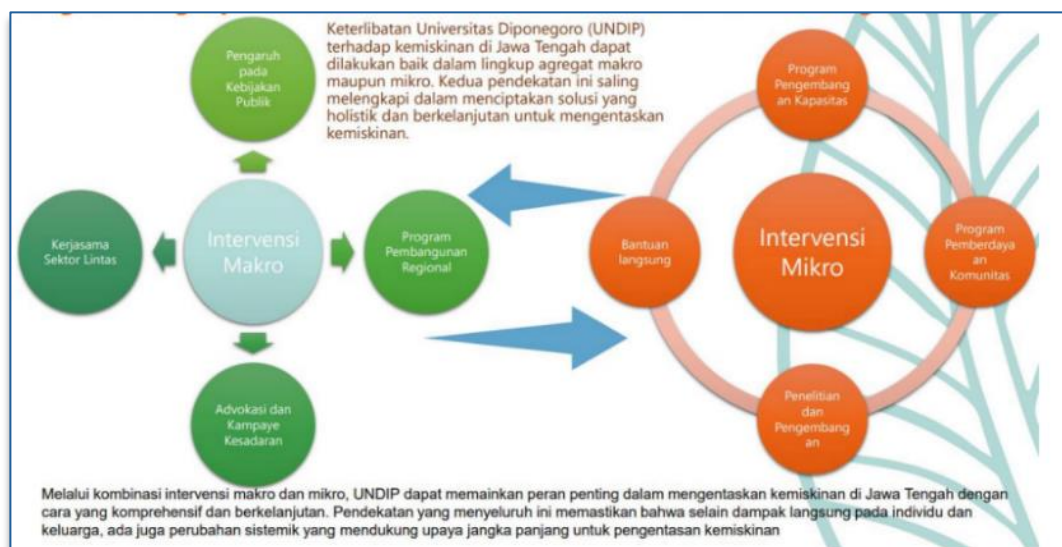 Keterlibatan Universitas Diponegoro (UNDIP)
terhadap kemiskinan di Jawa Tengah dapat
dilakukan baik dalam lingkup agregat makro
maupun mikro. Kedua pendekatan ini saling
melengkapi dalam menciptakan solusi yang
holistik dan berkelanjutan untuk mengentaskan
kemiskinan.
Pengaruh
pada
Kebijakan
Publik
Kerjasama
Sektor Lintas
Intervensi
Makro
Program
Pembangunan
Regional
Advokasi dan
Kampaye
Kesadaran
Program
Pengembang
an Kapasitas
Bantuan
langsung
Intervensi
Mikro
Program
Pemberdaya
an
Komunitas
Penelitian
dan
Pengembang
an
Melalui kombinasi intervensi makro dan mikro, UNDIP dapat memainkan peran penting dalam mengentaskan kemiskinan di Jawa Tengah dengan
cara yang komprehensif dan berkelanjutan. Pendekatan yang menyeluruh ini memastikan bahwa selain dampak langsung pada individu dan
keluarga, ada juga perubahan sistemik yang mendukung upaya jangka panjang untuk pengentasan kemiskinan